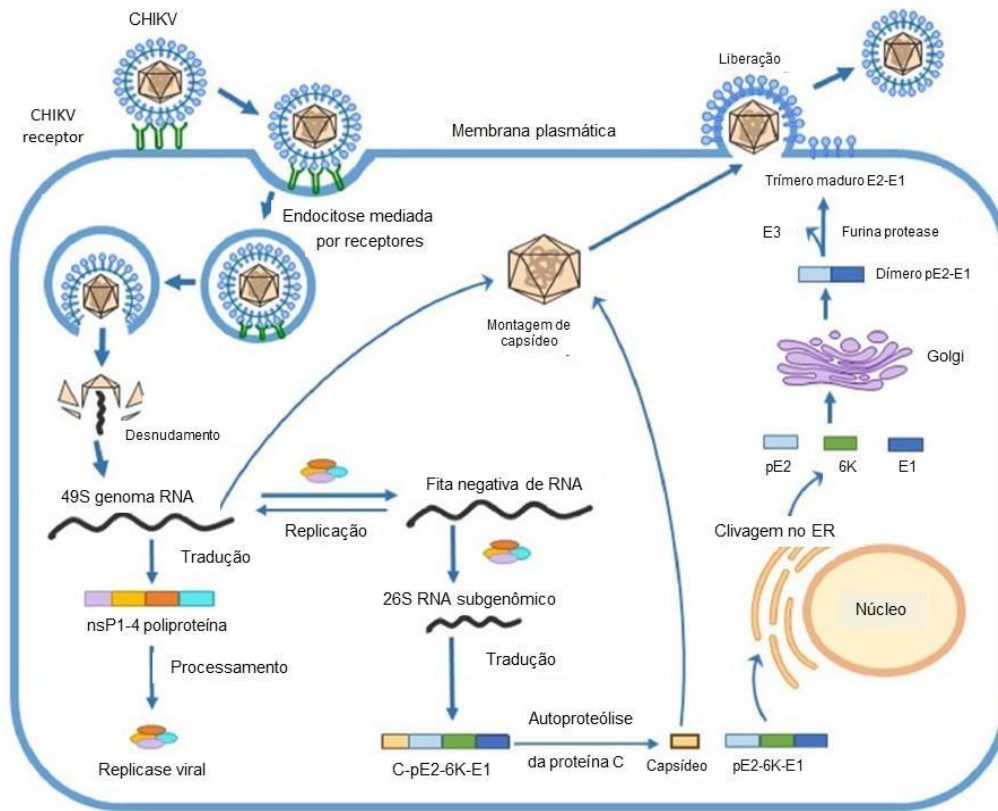 CHIKV
CHIKV
receptor
Membrana plasmática
Liberação
Endocitose mediada
por receptores
Trímero maduro E2-E1
E3
Furina protease
Dímero pE2-E1
Montagem de
capsídeo
Golgi
Desnudamento
pE2
6K
E1
49S genoma RNA
Replicação
Fita negativa de RNA
Clivagem no ER
Tradução
26S RNA subgenômico
Núcleo
nsP1-4 poliproteína
Tradução
Processamento
Autoproteólise
da proteína C
Replicase viral
C-pE2-6K-E1
Capsídeo
pE2-6K-E1